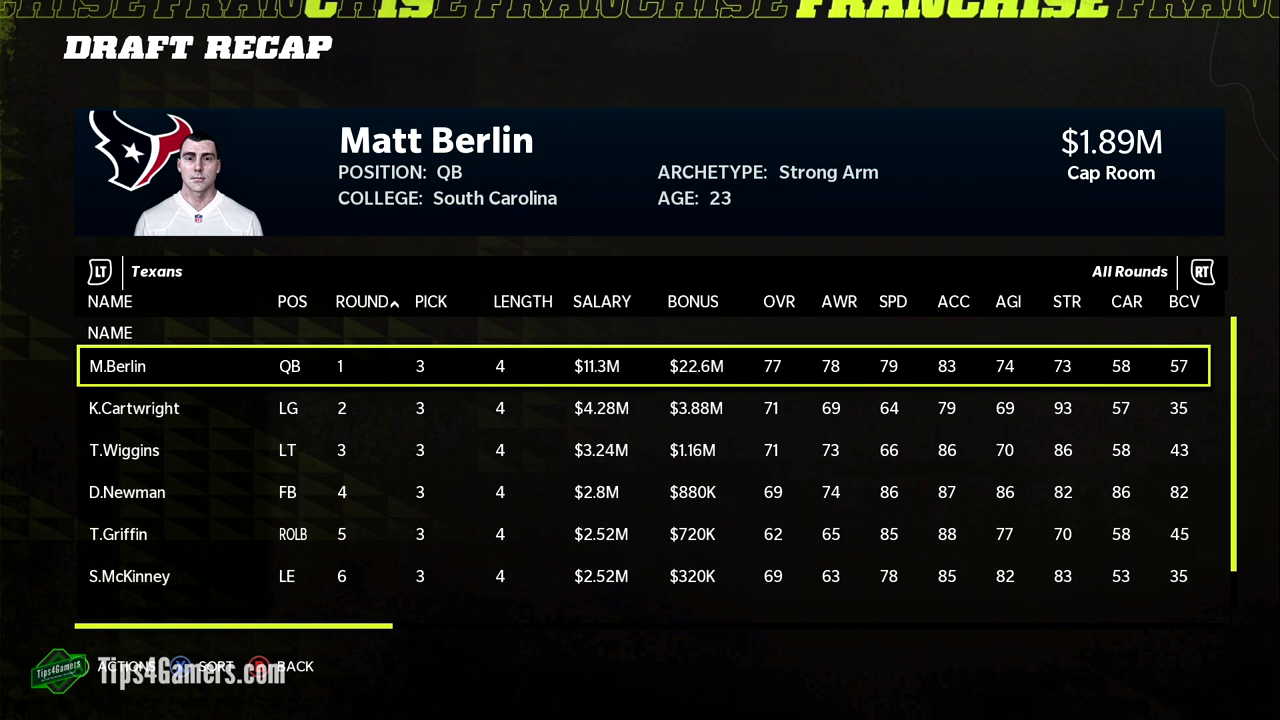 CHISE FRANCHISE FRANCHISE FRANCHISE FRANC
DRAFT RECAP
Matt Berlin
POSITION: QB
ARCHETYPE: Strong Arm
COLLEGE: South Carolina
AGE: 23
$1.89M
Cap Room
LT Texans
All Rounds RT
NAME POS ROUND PICK LENGTH SALARY BONUS OVR AWR SPD ACC AGI STR CAR BCV
NAME
M.Berlin QB 1 3 4 $11.3M $22.6M 77 78 79 83 74 73 58 57
K.Cartwright LG 2 3 4 $4.28M $3.88M 71 69 64 79 69 93 57 35
T.Wiggins LT 3 3 4 $3.24M $1.16M 71 73 66 86 70 86 58 43
D.Newman FB 4 3 4 $2.8M $880K 69 74 86 87 86 82 86 82
T.Griffin ROLB 5 3 4 $2.52M $720K 62 65 85 88 77 70 58 45
S.McKinney LE 6 3 4 $2.52M $320K 69 63 78 85 82 83 53 35
ACTIONS X SORT B BACK
Tips4Gamers Tips4Gamers.com